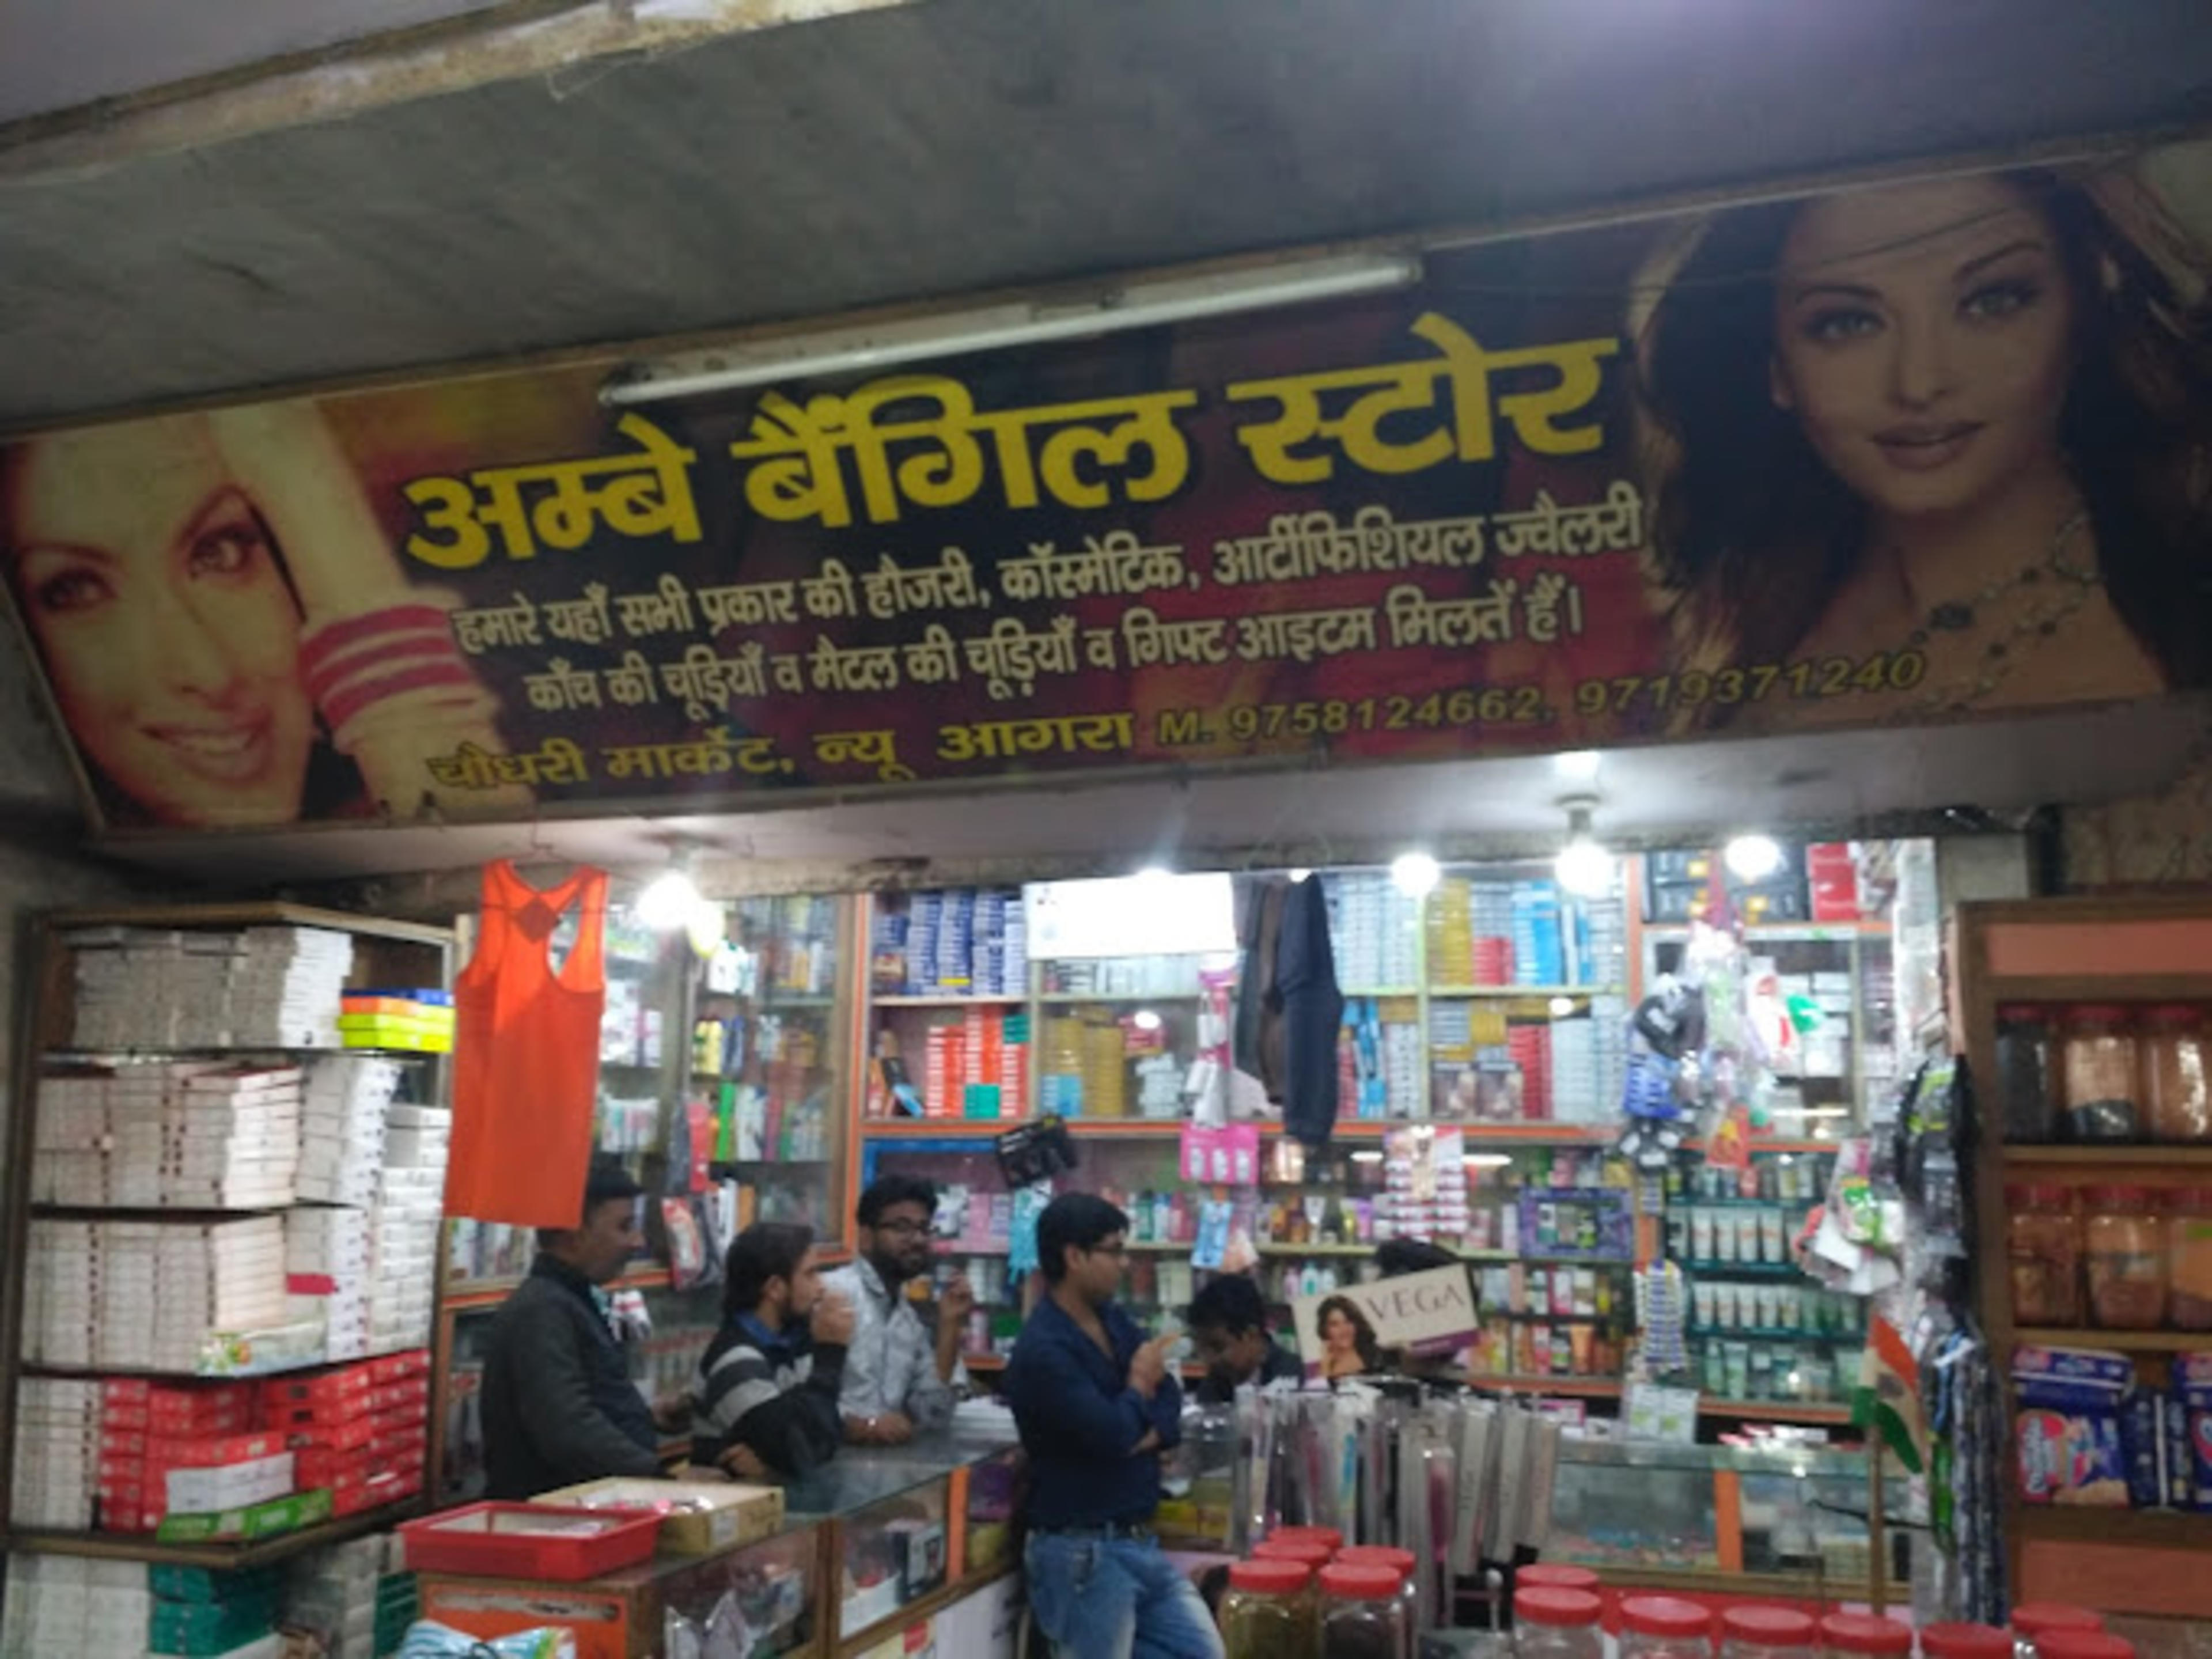 अम्बे बैंगिल स्टोर
हमारे यहाँ सभी प्रकार की हौजरी, कॉस्मेटिक, आर्टीफिशियल ज्वैलरी
काँच की चूड़ियाँ व मैटल की चूड़ियाँ व गिफ्ट आइटम मिलतें हैं।
चौधरी मार्केट, न्यू आगरा M. 9758124662, 9719371240
VEGA